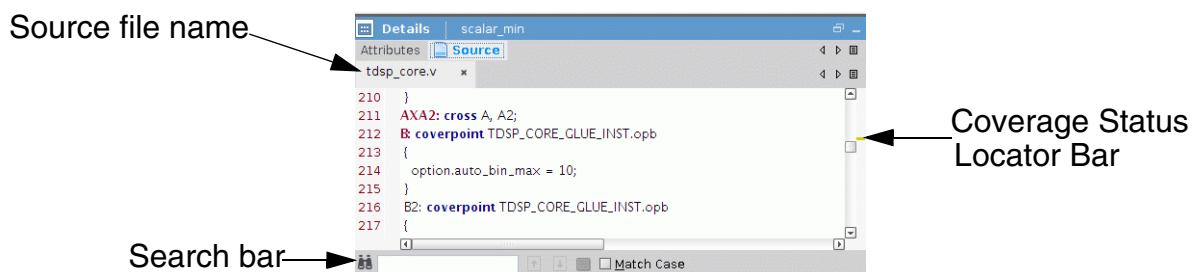 Source file name
Details scalar_min
Attributes Source
tdsp_core.v
210 }
211 AXA2: cross A, A2;
212 B: coverpoint TDSP_CORE_GLUE_INST.opb
213 {
214 option.auto_bin_max = 10;
215 }
216 B2: coverpoint TDSP_CORE_GLUE_INST.opb
217 {
Coverage Status
Locator Bar
Search bar
Match Case